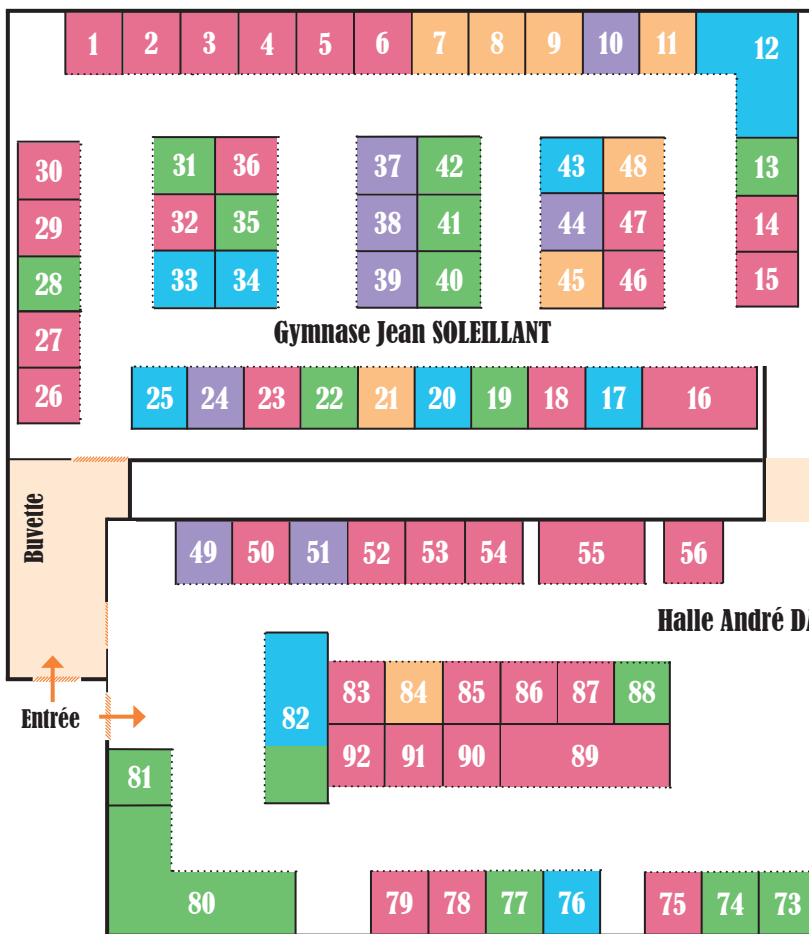 1 2 3 4 5 6 7 8 9 10 11 12
30 31 36 37 42 43 48 13
29 32 35 38 41 44 47 14
28 33 34 39 40 45 46 15
27
26
Gymnase Jean SOLEILLANT
25 24 23 22 21 20 19 18 17 16
Buvette
49 50 51 52 53 54 55 56
Halle André DA
Entrée
82 83 84 85 86 87 88
92 91 90 89
81
80 79 78 77 76 75 74 73